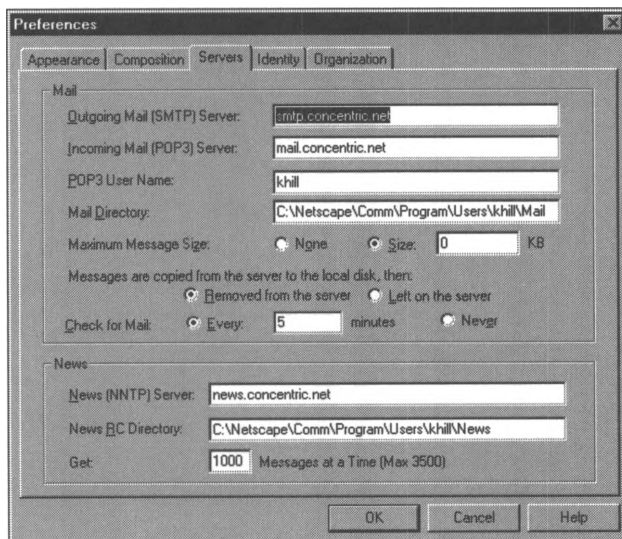 Preferences
Appearance Composition Servers Identity Organization
Mail
Outgoing Mail (SMTP) Server: smtp.concentric.net
Incoming Mail (POP3) Server: mail.concentric.net
POP3 User Name: khill
Mail Directory: C:\Netscape\Comm\Program\Users\khill\Mail
Maximum Message Size: None Size: 0 KB
Messages are copied from the server to the local disk, then:
Removed from the server Left on the server
Check for Mail: Every: 5 minutes Never
News
News (NNTP) Server: news.concentric.net
News RC Directory: C:\Netscape\Comm\Program\Users\khill\News
Get: 1000 Messages at a Time (Max 3500)
OK Cancel Help